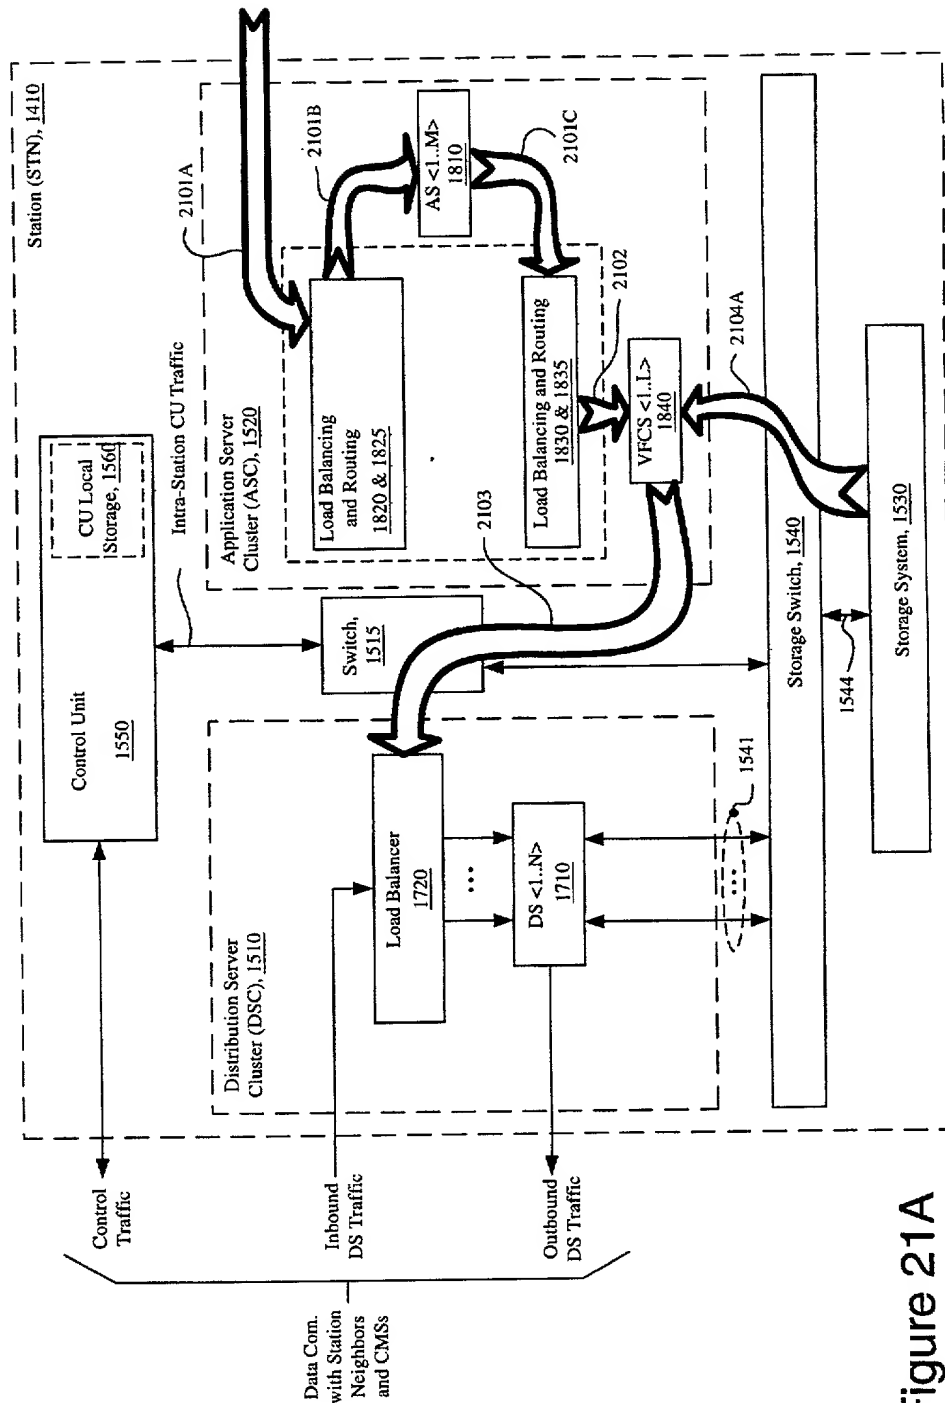 Station (STN), 1410
2101A
Control Unit
1550
CU Local
Storage, 1560
Intra-Station CU Traffic
Application Server
Cluster (ASC), 1520
Load Balancing
and Routing
1820 & 1825
2101B
AS <1..M>
1810
2101C
Load Balancing and Routing
1830 & 1835
2102
VFCS <1..L>
1840
2104A
Switch,
1515
2103
Distribution Server
Cluster (DSC), 1510
Load Balancer
1720
...
DS <1..N>
1710
...
1541
Storage Switch, 1540
1544
Storage System, 1530
Control
Traffic
Inbound
DS Traffic
Outbound
DS Traffic
Data Com.
with Station
Neighbors
and CMSs
Figure 21A